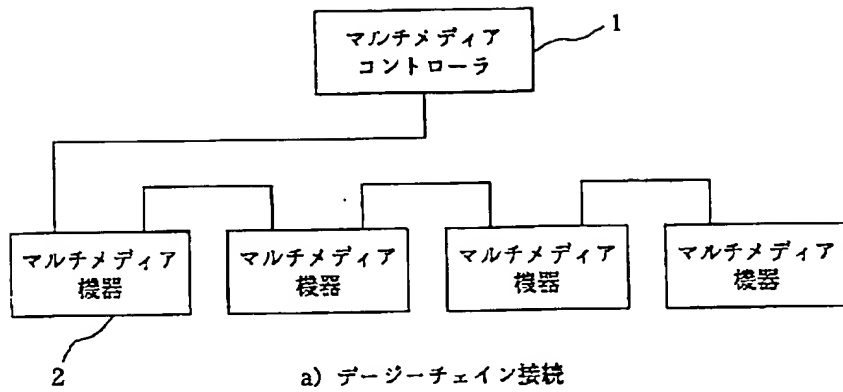 マルチメディア
コントローラ
1
マルチメディア
機器
マルチメディア
機器
マルチメディア
機器
マルチメディア
機器
2
a) デージーチェイン接続